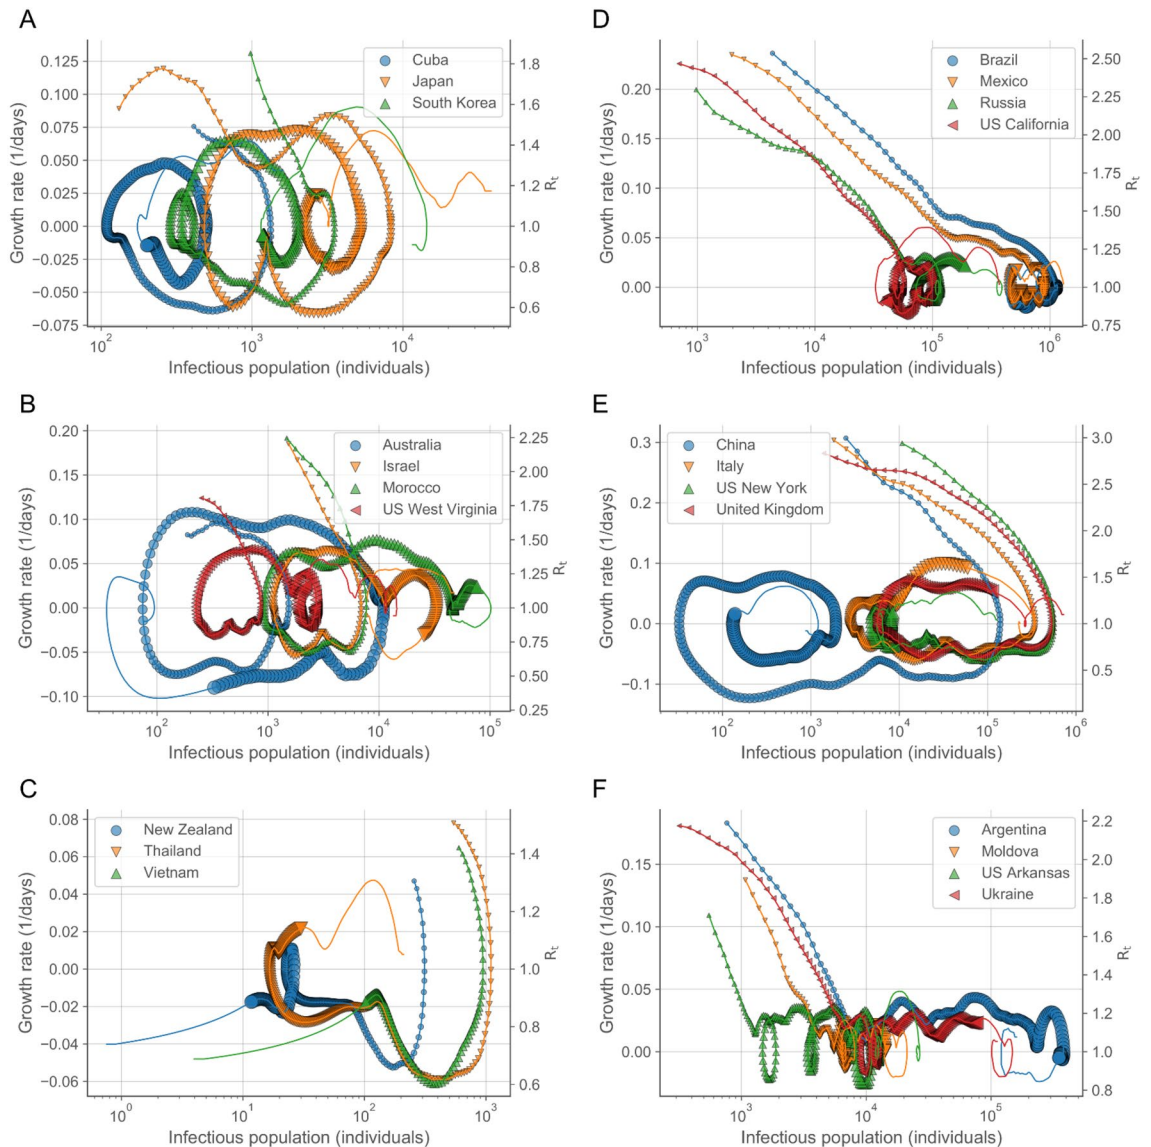 A
Cuba
Japan
South Korea
0.125
0.100
0.075
0.050
0.025
0.000
−0.025
−0.050
−0.075
Growth rate (1/days)
1.8
1.6
1.4
1.2
1.0
0.8
0.6
Rt
10²
10³
10⁴
Infectious population (individuals)
D
Brazil
Mexico
Russia
US California
0.20
0.15
0.10
0.05
0.00
Growth rate (1/days)
2.50
2.25
2.00
1.75
1.50
1.25
1.00
0.75
Rt
10³
10⁴
10⁵
10⁶
Infectious population (individuals)
B
Australia
Israel
Morocco
US West Virginia
0.20
0.15
0.10
0.05
0.00
−0.05
−0.10
Growth rate (1/days)
2.25
2.00
1.75
1.50
1.25
1.00
0.75
0.50
0.25
Rt
10²
10³
10⁴
10⁵
Infectious population (individuals)
E
China
Italy
US New York
United Kingdom
0.3
0.2
0.1
0.0
−0.1
Growth rate (1/days)
3.0
2.5
2.0
1.5
1.0
0.5
Rt
10²
10³
10⁴
10⁵
10⁶
Infectious population (individuals)
C
New Zealand
Thailand
Vietnam
0.08
0.06
0.04
0.02
0.00
−0.02
−0.04
−0.06
Growth rate (1/days)
1.4
1.2
1.0
0.8
0.6
Rt
10⁰
10¹
10²
10³
Infectious population (individuals)
F
Argentina
Moldova
US Arkansas
Ukraine
0.15
0.10
0.05
0.00
Growth rate (1/days)
2.2
2.0
1.8
1.6
1.4
1.2
1.0
0.8
Rt
10³
10⁴
10⁵
Infectious population (individuals)